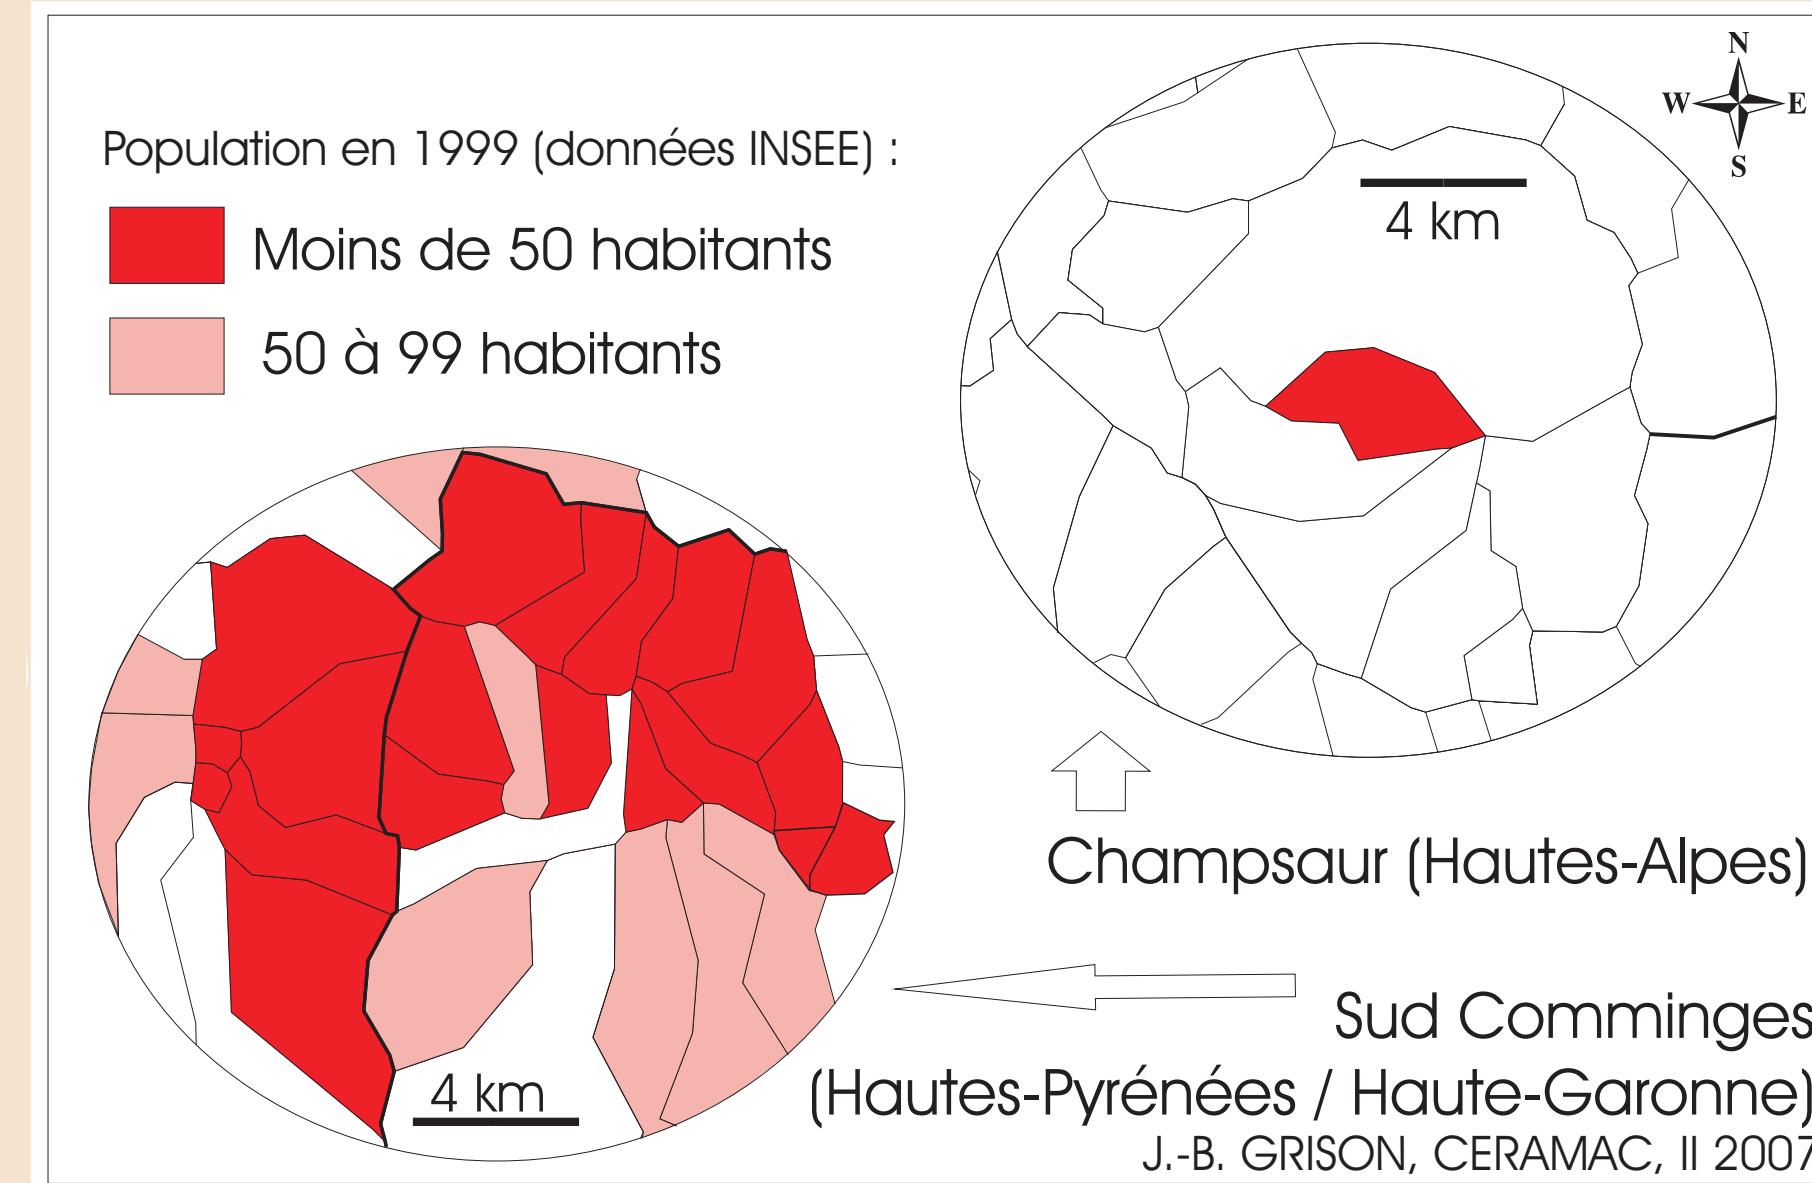 N
W E
S
Population en 1999 (données INSEE) :
Moins de 50 habitants
50 à 99 habitants
4 km
Champsaur (Hautes-Alpes)
Sud Comminges
(Hautes-Pyrénées / Haute-Garonne)
4 km
J.-B. GRISON, CERAMAC, II 2007